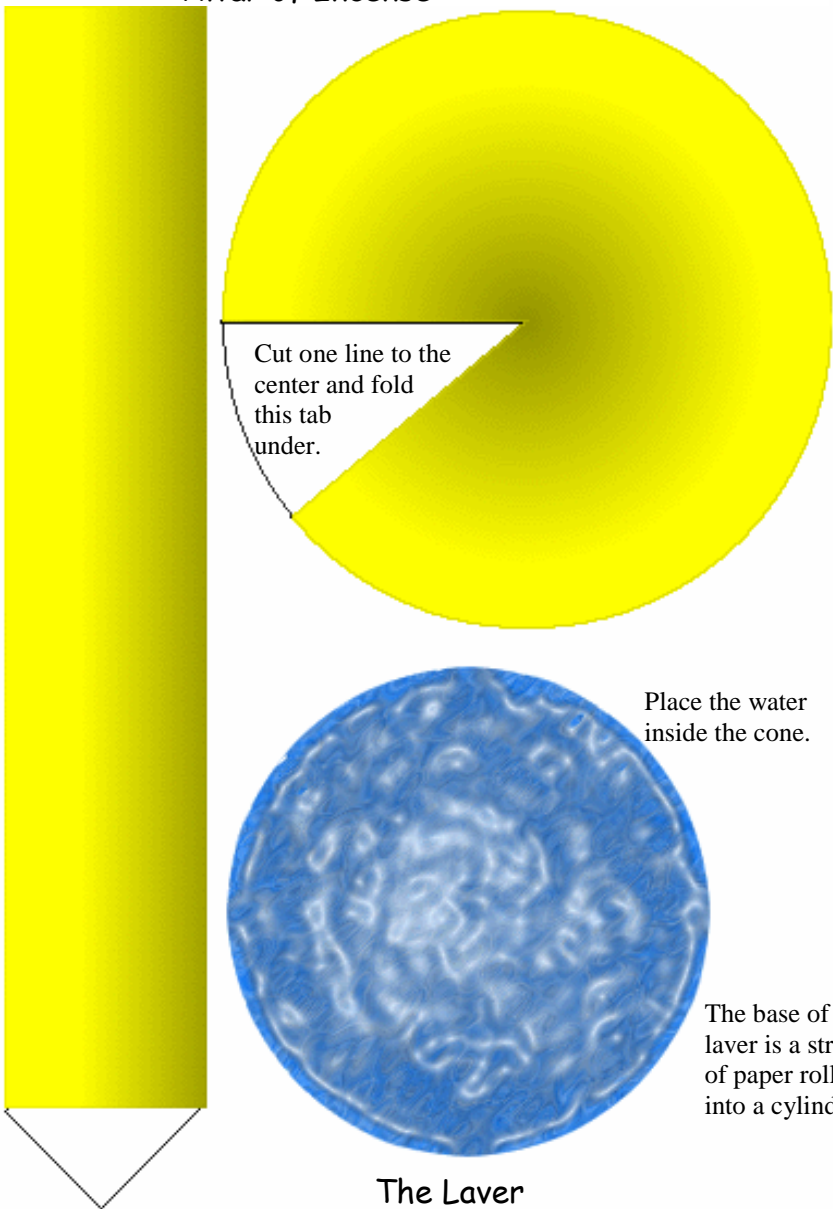 Altar of Incense
Cut one line to the
center and fold
this tab
under.
Place the water
inside the cone.
The base of
laver is a str
of paper roll
into a cylind
The Laver